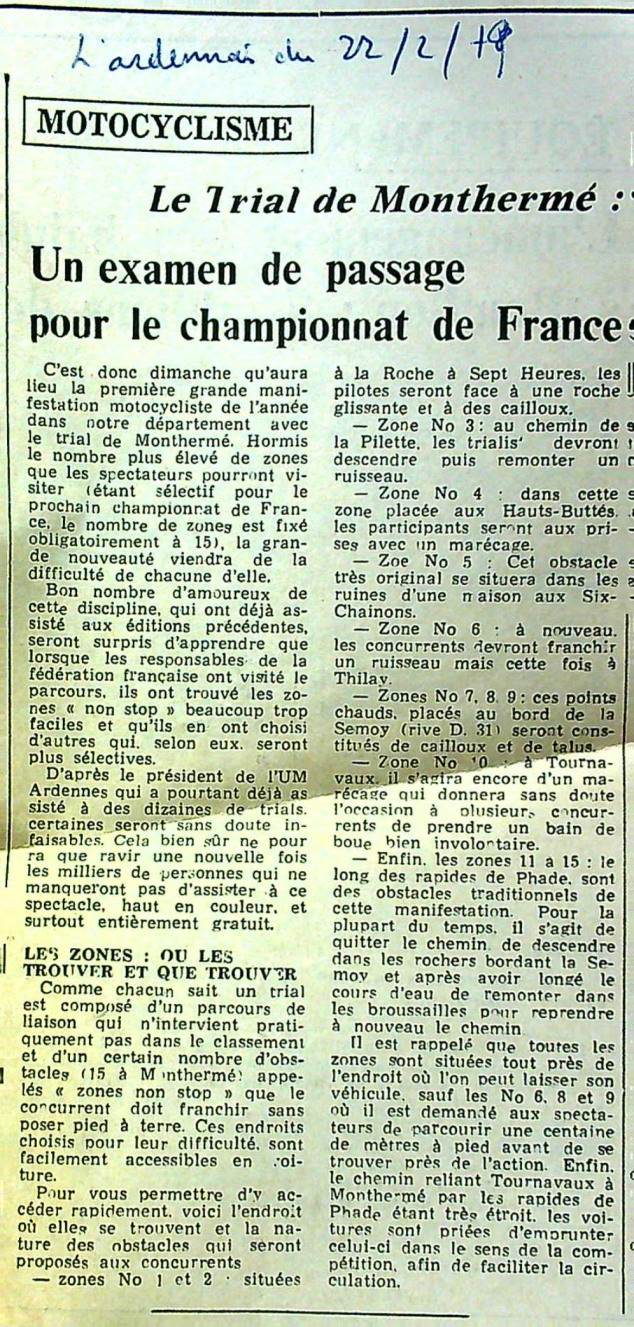 L'ardennais du 22/2/79
MOTOCYCLISME
Le Trial de Monthermé :
Un examen de passage
pour le championnat de France
C'est donc dimanche qu'aura
lieu la première grande mani-
festation motocycliste de l'année
dans notre département avec
le trial de Monthermé. Hormis
le nombre plus élevé de zones
que les spectateurs pourront vi-
siter (étant sélectif pour le
prochain championnat de Fran-
ce, le nombre de zones est fixé
obligatoirement à 15), la gran-
de nouveauté viendra de la
difficulté de chacune d'elle.
Bon nombre d'amoureux de
cette discipline, qui ont déjà as-
sisté aux éditions précédentes,
seront surpris d'apprendre que
lorsque les responsables de la
fédération française ont visité le
parcours, ils ont trouvé les zo-
nes « non stop » beaucoup trop
faciles et qu'ils en ont choisi
d'autres qui, selon eux, seront
plus sélectives.
D'après le président de l'UM
Ardennes qui a pourtant déjà as
sisté à des dizaines de trials,
certaines seront sans doute in-
faisables. Cela bien sûr ne pour
ra que ravir une nouvelle fois
les milliers de personnes qui ne
manqueront pas d'assister à ce
spectacle, haut en couleur, et
surtout entièrement gratuit.
LES ZONES : OU LES
TROUVER ET QUE TROUVER
Comme chacun sait un trial
est composé d'un parcours de
liaison qui n'intervient prati-
quement pas dans le classement
et d'un certain nombre d'obs-
tacles (15 à Monthermé) appe-
lés « zones non stop » que le
concurrent doit franchir sans
poser pied à terre. Ces endroits
choisis pour leur difficulté, sont
facilement accessibles en voi-
ture.
Pour vous permettre d'y ac-
céder rapidement, voici l'endroit
où elles se trouvent et la na-
ture des obstacles qui seront
proposés aux concurrents
— zones No 1 et 2 : situées
à la Roche à Sept Heures, les
pilotes seront face à une roche
glissante et à des cailloux.
— Zone No 3 : au chemin de
la Pilette, les trialis' devront
descendre puis remonter un
ruisseau.
— Zone No 4 : dans cette
zone placée aux Hauts-Buttés,
les participants seront aux pri-
ses avec un marécage.
— Zoe No 5 : Cet obstacle
très original se situera dans les
ruines d'une maison aux Six-
Chainons.
— Zone No 6 : à nouveau,
les concurrents devront franchir
un ruisseau mais cette fois à
Thilay.
— Zones No 7, 8, 9 : ces points
chauds, placés au bord de la
Semoy (rive D. 31) seront cons-
titués de cailloux et de talus.
— Zone No 10 : à Tourna-
vaux, il s'agira encore d'un ma-
récage qui donnera sans doute
l'occasion à plusieurs concur-
rents de prendre un bain de
boue bien involontaire.
— Enfin, les zones 11 à 15 : le
long des rapides de Phade, sont
des obstacles traditionnels de
cette manifestation. Pour la
plupart du temps, il s'agit de
quitter le chemin de descendre
dans les rochers bordant la Se-
moy et après avoir longé le
cours d'eau de remonter dans
les broussailles pour reprendre
à nouveau le chemin
Il est rappelé que toutes les
zones sont situées tout près de
l'endroit où l'on peut laisser son
véhicule, sauf les No 6, 8 et 9
où il est demandé aux specta-
teurs de parcourir une centaine
de mètres à pied avant de se
trouver près de l'action. Enfin,
le chemin reliant Tournavaux à
Monthermé par les rapides de
Phade étant très étroit, les voi-
tures sont priées d'emprunter
celui-ci dans le sens de la com-
pétition, afin de faciliter la cir-
culation.